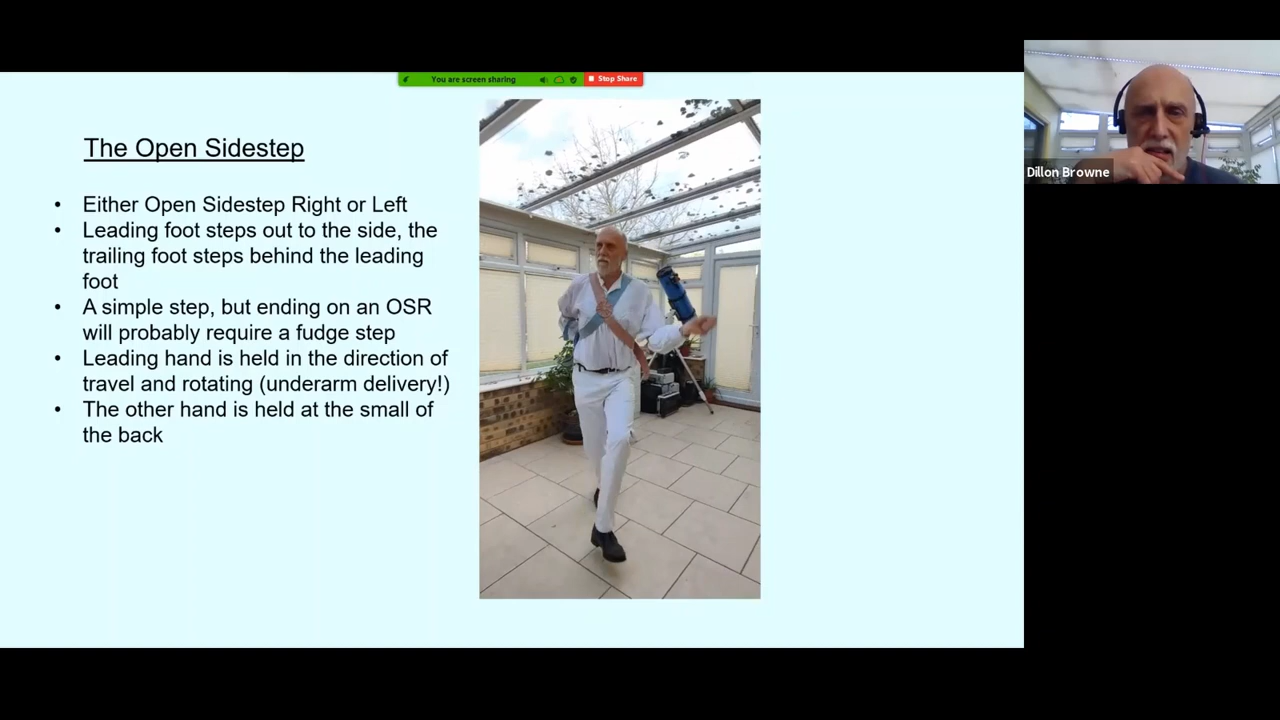 You are screen sharing
Stop Share
Dillon Browne
The Open Sidestep
• Either Open Sidestep Right or Left
• Leading foot steps out to the side, the
trailing foot steps behind the leading
foot
• A simple step, but ending on an OSR
will probably require a fudge step
• Leading hand is held in the direction of
travel and rotating (underarm delivery!)
• The other hand is held at the small of
the back